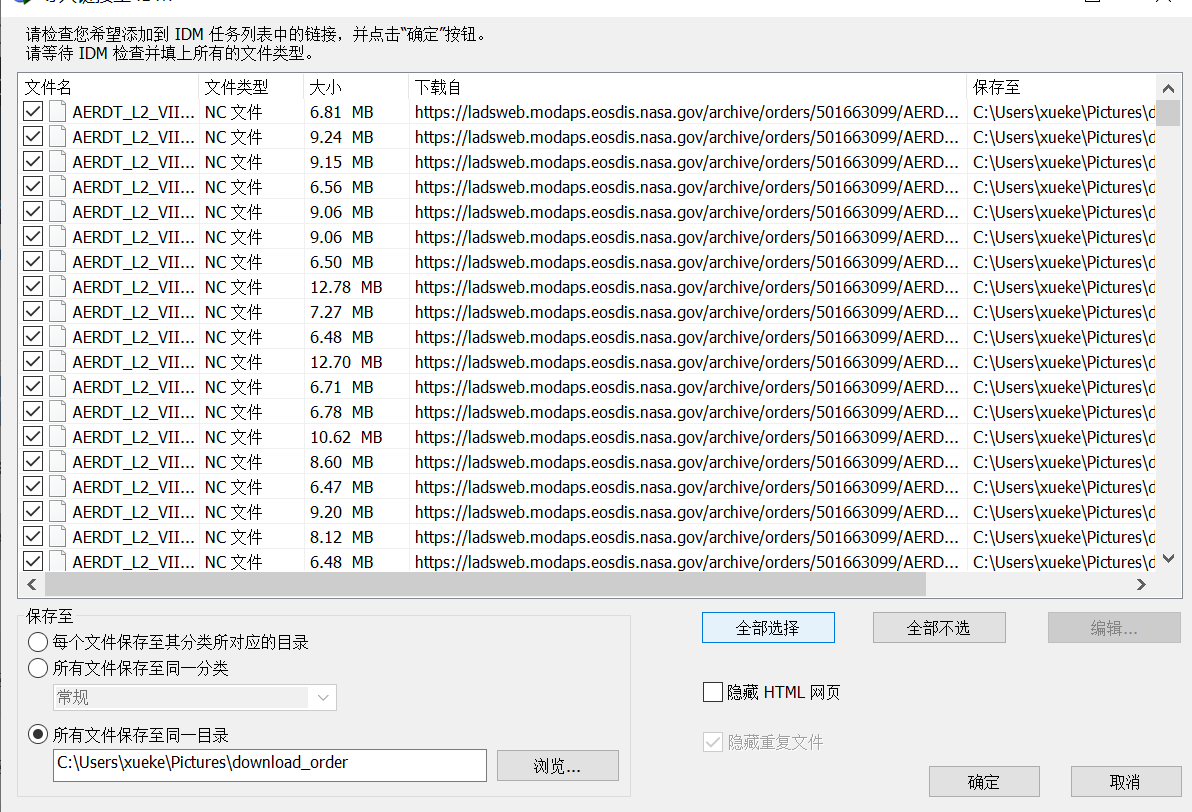 请检查您希望添加到 IDM 任务列表中的链接，并点击“确定”按钮。
请等待 IDM 检查并填上所有的文件类型。
文件名 文件类型 大小 下载自 保存至
AERDT_L2_VII... NC 文件 6.81 MB https://ladsweb.modaps.eosdis.nasa.gov/archive/orders/501663099/AERD... C:\Users\xueke\Pictures\d
AERDT_L2_VII... NC 文件 9.24 MB https://ladsweb.modaps.eosdis.nasa.gov/archive/orders/501663099/AERD... C:\Users\xueke\Pictures\d
AERDT_L2_VII... NC 文件 9.15 MB https://ladsweb.modaps.eosdis.nasa.gov/archive/orders/501663099/AERD... C:\Users\xueke\Pictures\d
AERDT_L2_VII... NC 文件 6.56 MB https://ladsweb.modaps.eosdis.nasa.gov/archive/orders/501663099/AERD... C:\Users\xueke\Pictures\d
AERDT_L2_VII... NC 文件 9.06 MB https://ladsweb.modaps.eosdis.nasa.gov/archive/orders/501663099/AERD... C:\Users\xueke\Pictures\d
AERDT_L2_VII... NC 文件 9.06 MB https://ladsweb.modaps.eosdis.nasa.gov/archive/orders/501663099/AERD... C:\Users\xueke\Pictures\d
AERDT_L2_VII... NC 文件 6.50 MB https://ladsweb.modaps.eosdis.nasa.gov/archive/orders/501663099/AERD... C:\Users\xueke\Pictures\d
AERDT_L2_VII... NC 文件 12.78 MB https://ladsweb.modaps.eosdis.nasa.gov/archive/orders/501663099/AERD... C:\Users\xueke\Pictures\d
AERDT_L2_VII... NC 文件 7.27 MB https://ladsweb.modaps.eosdis.nasa.gov/archive/orders/501663099/AERD... C:\Users\xueke\Pictures\d
AERDT_L2_VII... NC 文件 6.48 MB https://ladsweb.modaps.eosdis.nasa.gov/archive/orders/501663099/AERD... C:\Users\xueke\Pictures\d
AERDT_L2_VII... NC 文件 12.70 MB https://ladsweb.modaps.eosdis.nasa.gov/archive/orders/501663099/AERD... C:\Users\xueke\Pictures\d
AERDT_L2_VII... NC 文件 6.71 MB https://ladsweb.modaps.eosdis.nasa.gov/archive/orders/501663099/AERD... C:\Users\xueke\Pictures\d
AERDT_L2_VII... NC 文件 6.78 MB https://ladsweb.modaps.eosdis.nasa.gov/archive/orders/501663099/AERD... C:\Users\xueke\Pictures\d
AERDT_L2_VII... NC 文件 10.62 MB https://ladsweb.modaps.eosdis.nasa.gov/archive/orders/501663099/AERD... C:\Users\xueke\Pictures\d
AERDT_L2_VII... NC 文件 8.60 MB https://ladsweb.modaps.eosdis.nasa.gov/archive/orders/501663099/AERD... C:\Users\xueke\Pictures\d
AERDT_L2_VII... NC 文件 6.47 MB https://ladsweb.modaps.eosdis.nasa.gov/archive/orders/501663099/AERD... C:\Users\xueke\Pictures\d
AERDT_L2_VII... NC 文件 9.20 MB https://ladsweb.modaps.eosdis.nasa.gov/archive/orders/501663099/AERD... C:\Users\xueke\Pictures\d
AERDT_L2_VII... NC 文件 8.12 MB https://ladsweb.modaps.eosdis.nasa.gov/archive/orders/501663099/AERD... C:\Users\xueke\Pictures\d
AERDT_L2_VII... NC 文件 6.48 MB https://ladsweb.modaps.eosdis.nasa.gov/archive/orders/501663099/AERD... C:\Users\xueke\Pictures\d
保存至
每个文件保存至其分类所对应的目录
所有文件保存至同一分类
常规
所有文件保存至同一目录
C:\Users\xueke\Pictures\download_order
浏览...
全部选择 全部不选 编辑...
隐藏 HTML 网页
隐藏重复文件
确定 取消